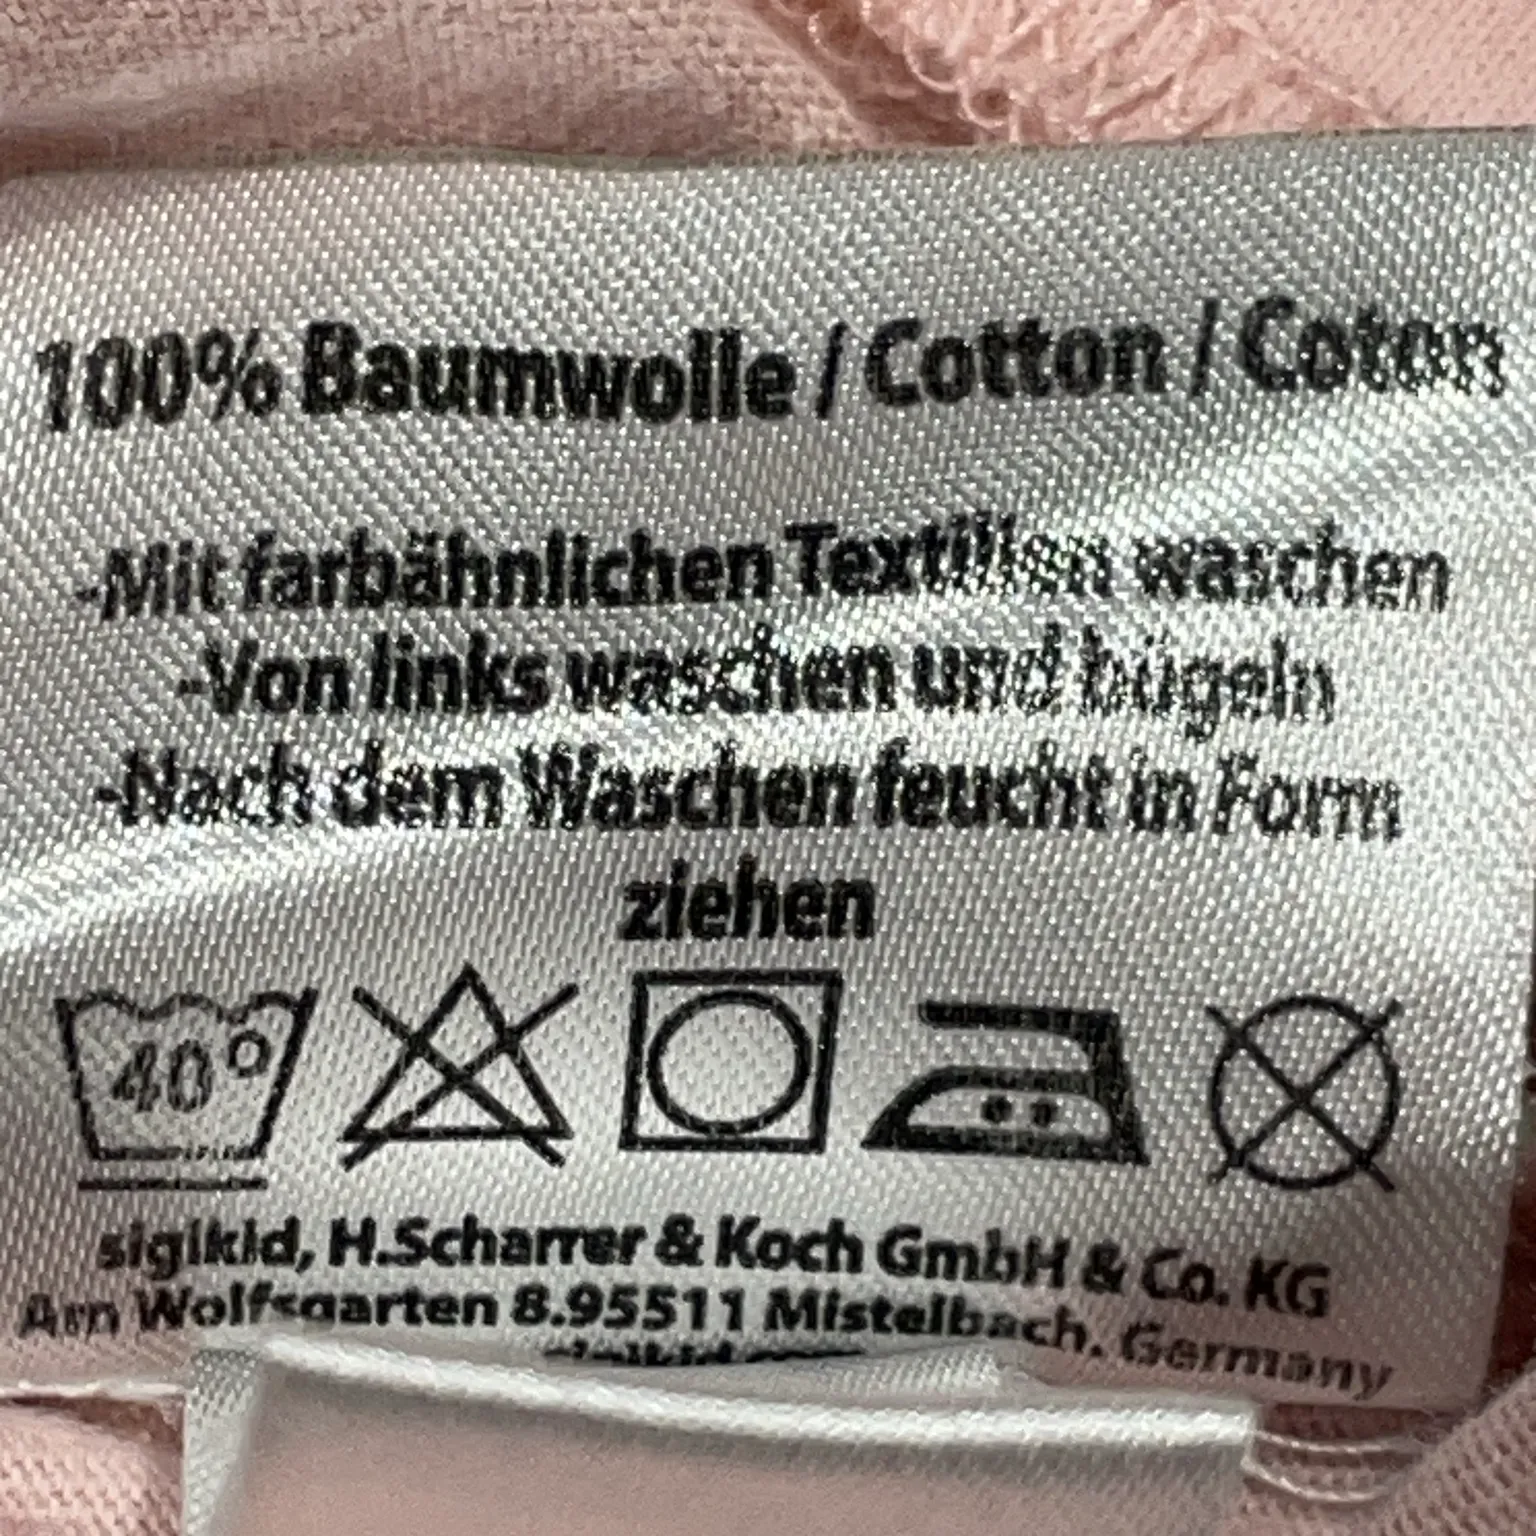 100% Baumwolle / Cotton / Coton
-Mit farbähnlichen Textilien waschen
-Von links waschen und bügeln
-Nach dem Waschen feucht in Form
ziehen
40°
sigikid, H.Scharrer & Koch GmbH & Co. KG
Am Wolfsgarten 8.95511 Mistelbach, Germany